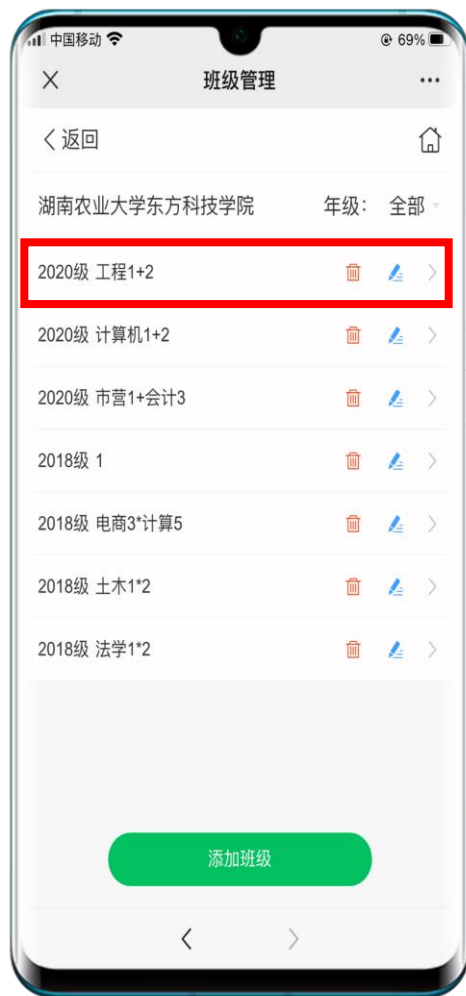 中国移动 69%
班级管理
返回
湖南农业大学东方科技学院 年级： 全部
2020级 工程1+2
2020级 计算机1+2
2020级 市营1+会计3
2018级 1
2018级 电商3*计算5
2018级 土木1*2
2018级 法学1*2
添加班级